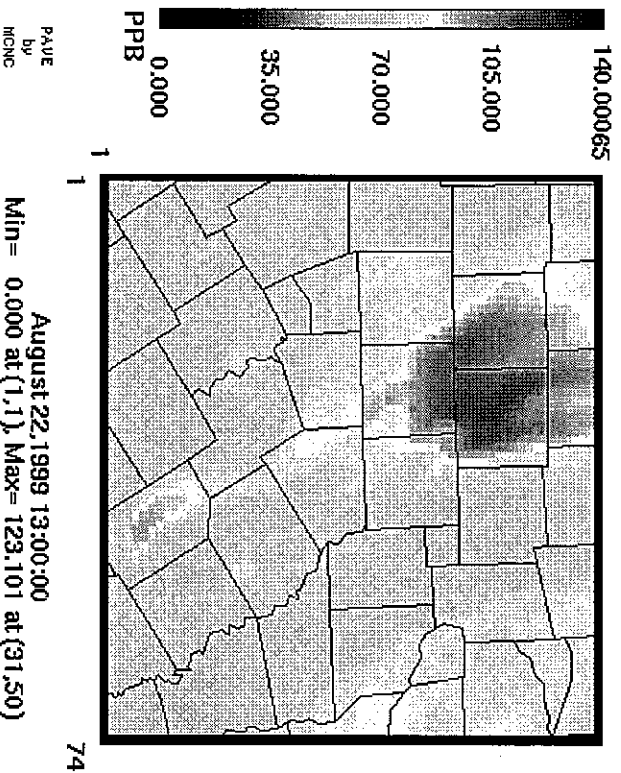 140.00065
105.000
70.000
35.000
0.000
PPB
PAVE
by
MCNC
1
1
74
August 22,1999 13:00:00
Min= 0.000 at (1,1), Max= 123.101 at (31,50)